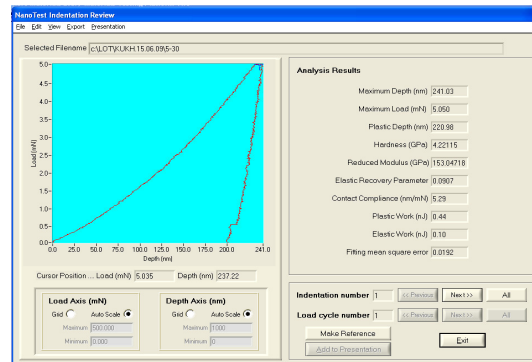 NanoTest Indentation Review
File Edit View Export Presentation
Selected Filename c:\LOT\KUKH.15.06.09\5-30
5.0
4.5
4.0
3.5
3.0
2.5
2.0
1.5
1.0
0.5
0.1
Load (mN)
0.0 25.0 50.0 75.0 100.0 125.0 150.0 175.0 200.0 241.0
Depth (nm)
Cursor Position ... Load (mN) 5.035 Depth (nm) 237.22
Load Axis (mN)
Grid Auto Scale
Maximum 500.000
Minimum 0.000
Depth Axis (nm)
Grid Auto Scale
Maximum 1000
Minimum 0
Analysis Results
Maximum Depth (nm) 241.03
Maximum Load (mN) 5.050
Plastic Depth (nm) 220.98
Hardness (GPa) 4.22115
Reduced Modulus (GPa) 153.04718
Elastic Recovery Parameter 0.0907
Contact Compliance (nm/mN) 5.29
Plastic Work (nJ) 0.44
Elastic Work (nJ) 0.10
Fitting mean square error 0.0192
Indentation number 1 << Previous Next >> All
Load cycle number 1 << Previous Next >> All
Make Reference
Add to Presentation
Exit